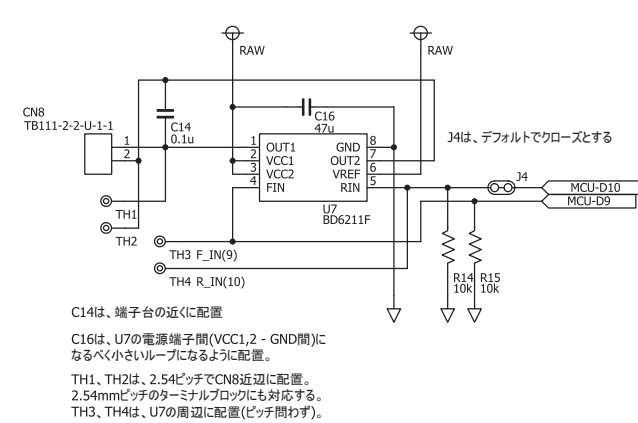 RAW
RAW
CN8
TB111-2-2-U-1-1
1
2
C14
0.1u
C16
47u
J4は、デフォルトでクローズとする
1 OUT1 GND 8
2 VCC1 OUT2 7
3 VCC2 VREF 6
4 FIN RIN 5
U7
BD6211F
J4
MCU-D10
MCU-D9
TH1
TH2
TH3 F_IN(9)
TH4 R_IN(10)
R14 R15
10k 10k
C14は、端子台の近くに配置
C16は、U7の電源端子間(VCC1,2 - GND間)に
なるべく小さいループになるように配置。
TH1、TH2は、2.54ピッチでCN8近辺に配置。
2.54mmピッチのターミナルブロックにも対応する。
TH3、TH4は、U7の周辺に配置(ピッチ問わず)。